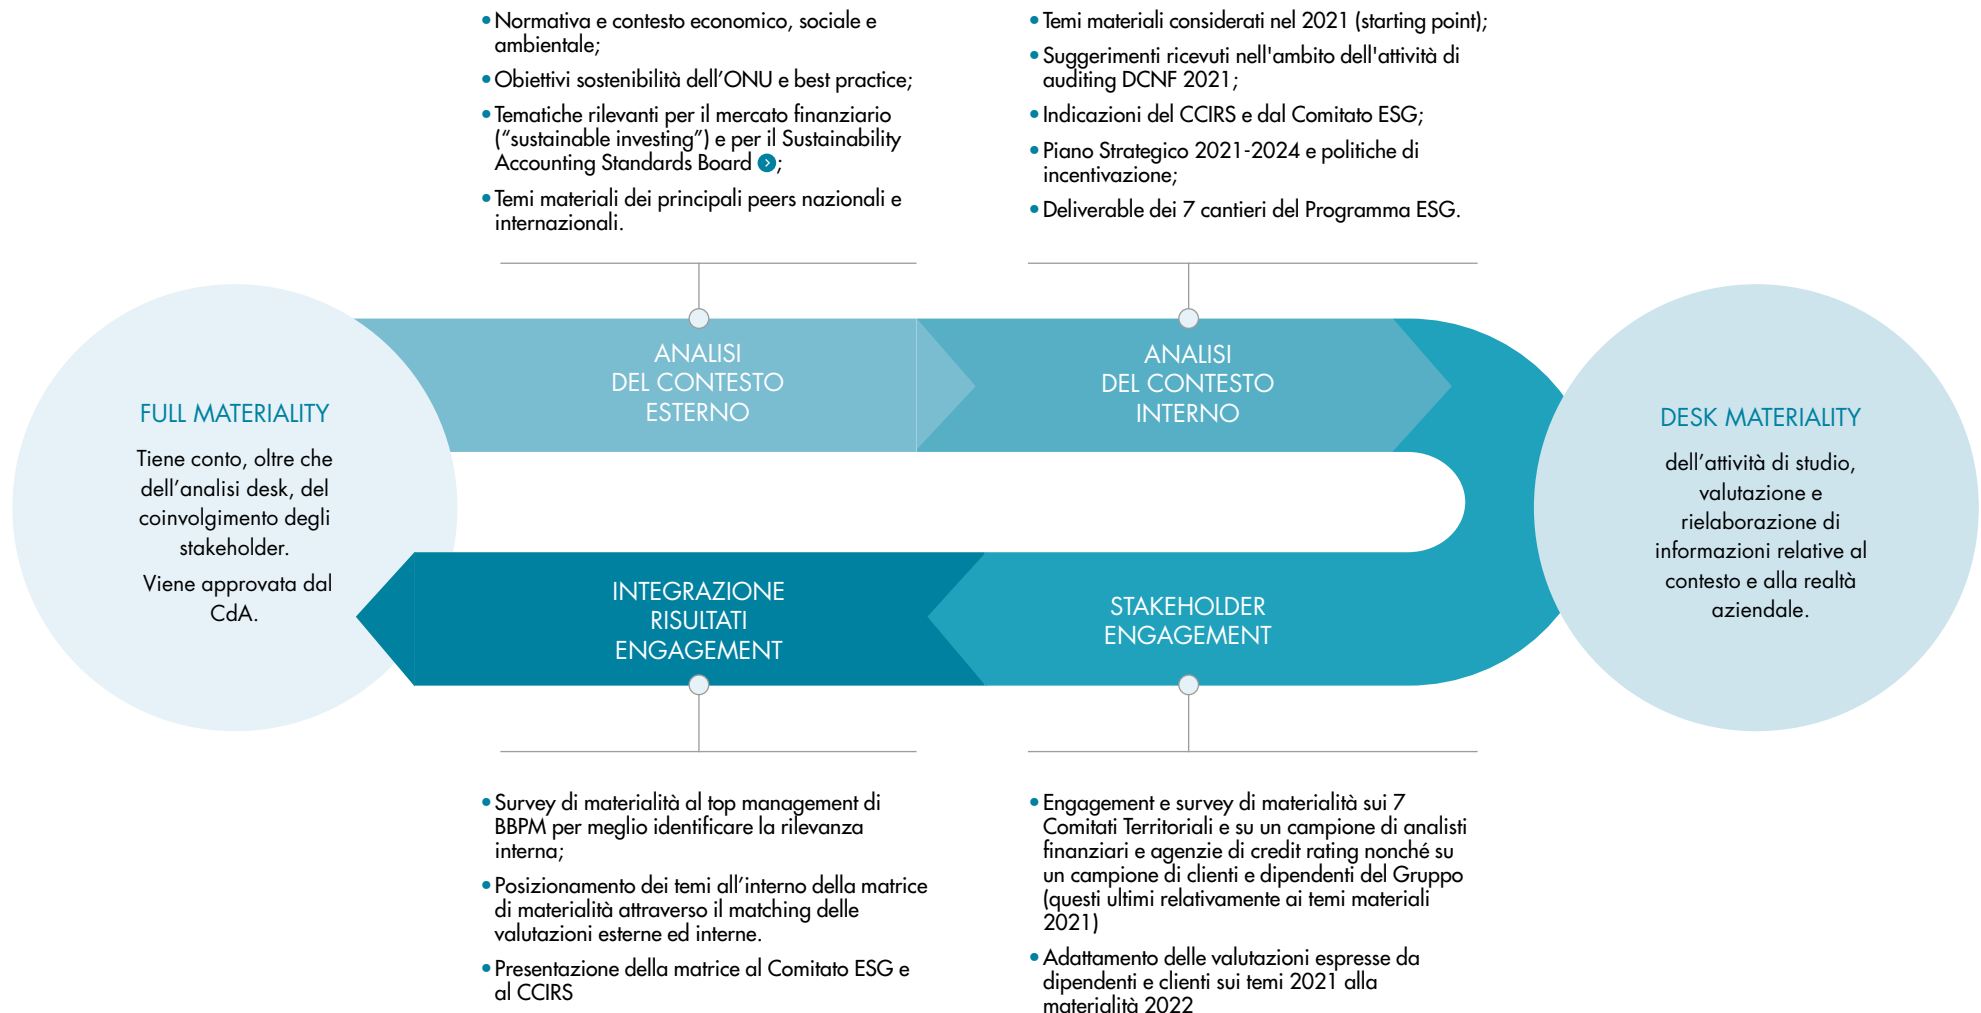 • Normativa e contesto economico, sociale e
ambientale;
• Obiettivi sostenibilità dell’ONU e best practice;
• Tematiche rilevanti per il mercato finanziario
(“sustainable investing”) e per il Sustainability
Accounting Standards Board ;
• Temi materiali dei principali peers nazionali e
internazionali.
• Temi materiali considerati nel 2021 (starting point);
• Suggerimenti ricevuti nell'ambito dell'attività di
auditing DCNF 2021;
• Indicazioni del CCIRS e dal Comitato ESG;
• Piano Strategico 2021-2024 e politiche di
incentivazione;
• Deliverable dei 7 cantieri del Programma ESG.
FULL MATERIALITY
Tiene conto, oltre che
dell’analisi desk, del
coinvolgimento degli
stakeholder.
Viene approvata dal
CdA.
ANALISI
DEL CONTESTO
ESTERNO
ANALISI
DEL CONTESTO
INTERNO
DESK MATERIALITY
dell’attività di studio,
valutazione e
rielaborazione di
informazioni relative al
contesto e alla realtà
aziendale.
INTEGRAZIONE
RISULTATI
ENGAGEMENT
STAKEHOLDER
ENGAGEMENT
• Survey di materialità al top management di
BBPM per meglio identificare la rilevanza
interna;
• Posizionamento dei temi all’interno della matrice
di materialità attraverso il matching delle
valutazioni esterne ed interne.
• Presentazione della matrice al Comitato ESG e
al CCIRS
• Engagement e survey di materialità sui 7
Comitati Territoriali e su un campione di analisti
finanziari e agenzie di credit rating nonché su
un campione di clienti e dipendenti del Gruppo
(questi ultimi relativamente ai temi materiali
2021)
• Adattamento delle valutazioni espresse da
dipendenti e clienti sui temi 2021 alla
materialità 2022